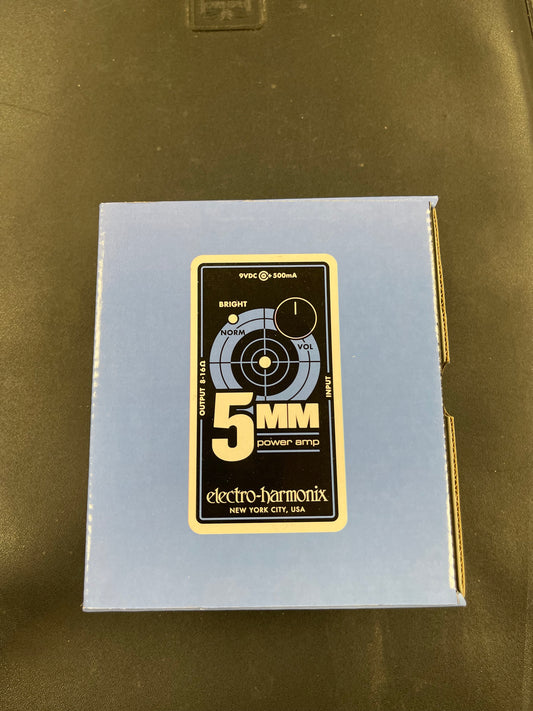 9VDC 500mA
BRIGHT
NORM
VOL
OUTPUT 8-16Ω
INPUT
5MM
power amp
electro-harmonix
NEW YORK CITY, USA